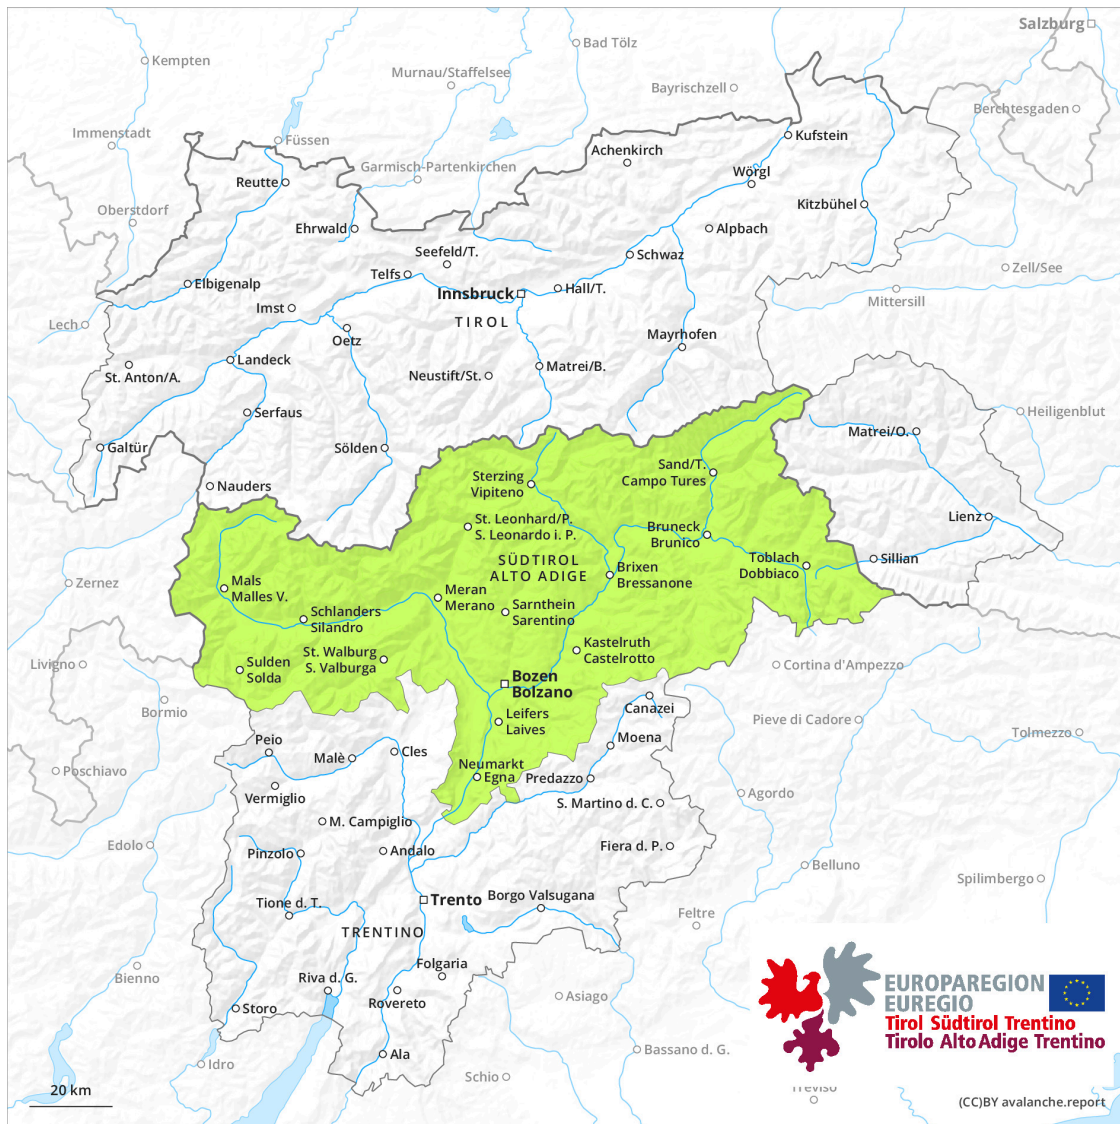 Salzburg
Bad Tölz
Kempten
Murnau/Staffelsee
Bayrischzell
Berchtesgaden
Immenstadt
Kufstein
Füssen
Achenkirch
Garmisch-Partenkirchen
Wörgl
Reutte
Kitzbühel
Oberstdorf
Ehrwald
Alpbach
Seefeld/T.
Schwaz
Zell/See
Telfs
Elbigenalp
Hall/T.
Innsbruck
Mittersill
Imst
TIROL
Lech
Oetz
Mayrhofen
Landeck
Matrei/B.
St. Anton/A.
Neustift/St.
Serfaus
Heiligenblut
Matrei/O.
Galtür
Sölden
Sand/T.
Campo Tures
Sterzing
Vipiteno
Nauders
Lienz
St. Leonhard/P.
S. Leonardo i. P.
Bruneck
Brunico
SÜDTIROL
ALTO ADIGE
Toblach
Dobbiaco
Sillian
Brixen
Bressanone
Zernez
Mals
Malles V.
Meran
Merano
Schlanders
Silandro
Sarnthein
Sarentino
Kastelruth
Castelrotto
St. Walburg
S. Valburga
Livigno
Sulden
Solda
Cortina d'Ampezzo
Bozen
Bolzano
Bormio
Canazei
Leifers
Laives
Pieve di Cadore
Tolmezzo
Peio
Moena
Malè
Cles
Neumarkt
Egna
Predazzo
Poschiavo
Vermiglio
Agordo
S. Martino d. C.
M. Campiglio
Edolo
Pinzolo
Andalo
Fiera d. P.
Belluno
Spilimbergo
Trento
Borgo Valsugana
Tione d. T.
Feltre
TRENTINO
Folgaria
Bienno
Riva d. G.
Rovereto
Asiago
Storo
EUROPAREGION
EUREGIO
Tirol Südtirol Trentino
Tirolo Alto Adige Trentino
Ala
Bassano d. G.
Idro
Schio
Treviso
20 km
(CC)BY avalanche.report